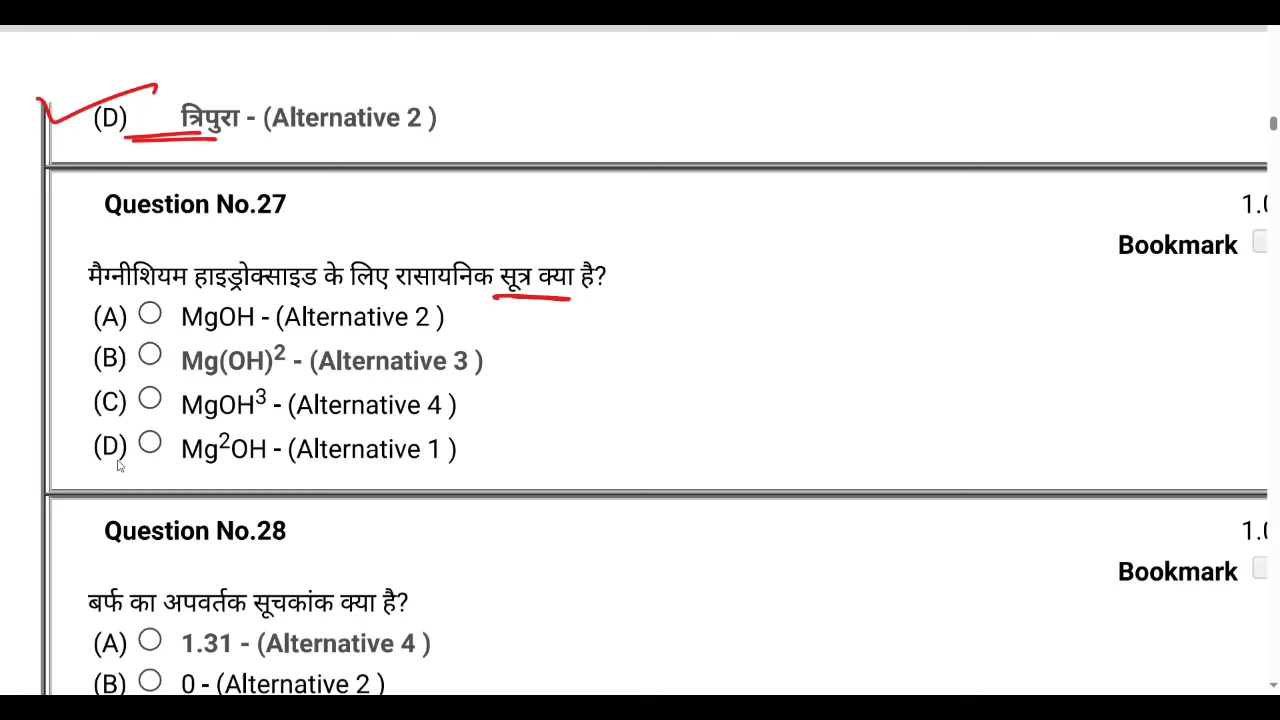 (D) त्रिपुरा - (Alternative 2 )
Question No.27 1.0
Bookmark
मैग्नीशियम हाइड्रोक्साइड के लिए रासायनिक सूत्र क्या है?
(A) MgOH - (Alternative 2 )
(B) Mg(OH)² - (Alternative 3 )
(C) MgOH³ - (Alternative 4 )
(D) Mg²OH - (Alternative 1 )
Question No.28 1.0
Bookmark
बर्फ का अपवर्तक सूचकांक क्या है?
(A) 1.31 - (Alternative 4 )
(B) 0 - (Alternative 2 )